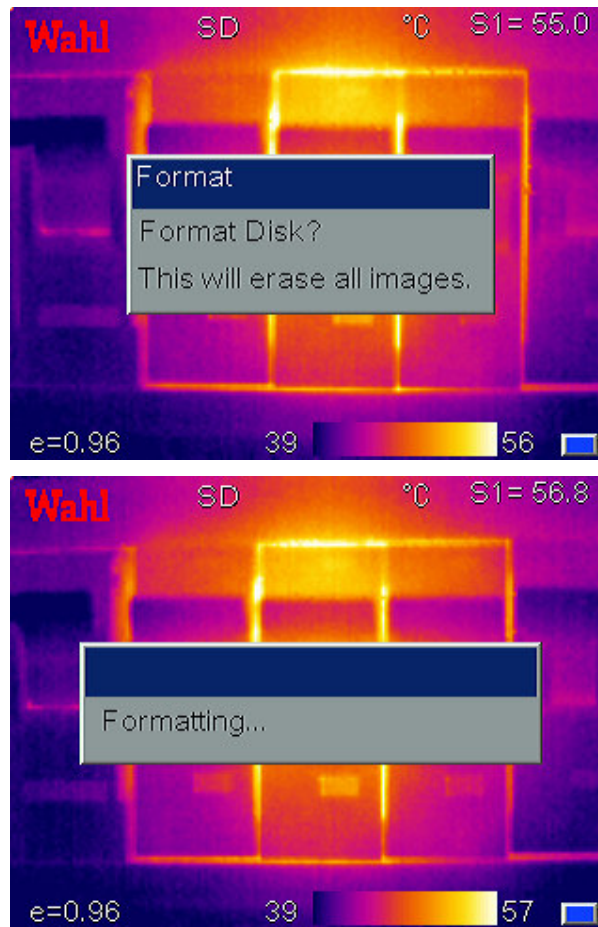 Wahl SD °C S1= 55.0
Format
Format Disk?
This will erase all images.
e=0.96 39 56
Wahl SD °C S1= 56.8
Formatting...
e=0.96 39 57